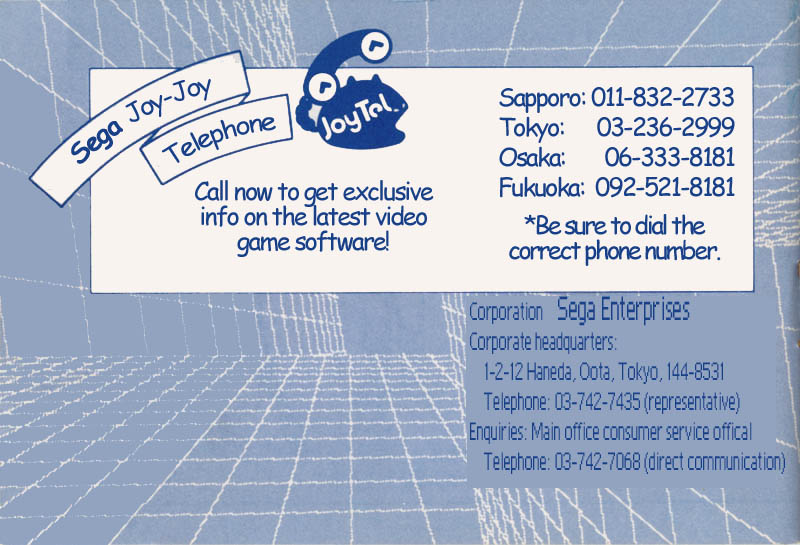 Sega Joy-Joy
Telephone
JoyTel
Call now to get exclusive
info on the latest video
game software!
Sapporo: 011-832-2733
Tokyo: 03-236-2999
Osaka: 06-333-8181
Fukuoka: 092-521-8181
*Be sure to dial the
correct phone number.
Corporation Sega Enterprises
Corporate headquarters:
1-2-12 Haneda, Oota, Tokyo, 144-8531
Telephone: 03-742-7435 (representative)
Enquiries: Main office consumer service offical
Telephone: 03-742-7068 (direct communication)